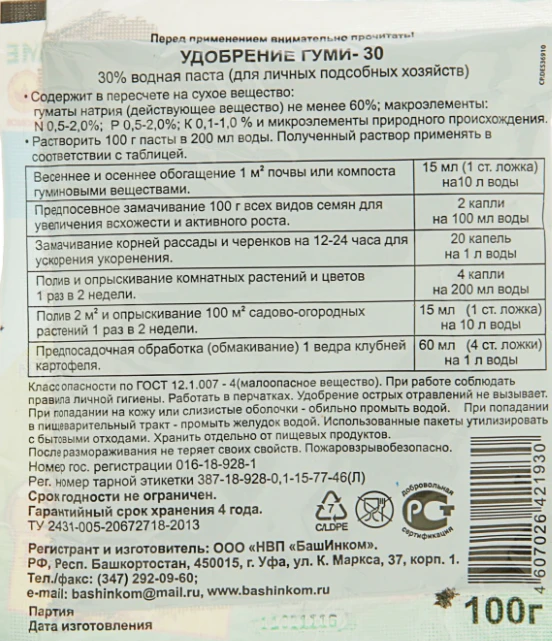 Перед применением внимательно прочитать!
УДОБРЕНИЕ ГУМИ- 30
30% водная паста (для личных подсобных хозяйств)
• Содержит в пересчете на сухое вещество:
гуматы натрия (действующее вещество) не менее 60%; макроэлементы:
N 0,5-2,0%; P 0,5-2,0%; К 0,1-1,0 % и микроэлементы природного происхождения.
• Растворить 100 г пасты в 200 мл воды. Полученный раствор применять в
соответствии с таблицей.
Весеннее и осеннее обогащение 1 м² почвы или компоста
гуминовыми веществами.
15 мл (1 ст. ложка)
на10 л воды
Предпосевное замачивание 100 г всех видов семян для
увеличения всхожести и активного роста.
2 капли
на 100 мл воды
Замачивание корней рассады и черенков на 12-24 часа для
ускорения укоренения.
20 капель
на 1 л воды
Полив и опрыскивание комнатных растений и цветов
1 раз в 2 недели.
4 капли
на 200 мл воды
Полив 2 м² и опрыскивание 100 м² садово-огородных
растений 1 раз в 2 недели.
15 мл (1 ст. ложка)
на 10 л воды
Предпосадочная обработка (обмакивание) 1 ведра клубней
картофеля.
60 мл (4 ст. ложки)
на 1 л воды
Класс опасности по ГОСТ 12.1.007 - 4(малоопасное вещество). При работе соблюдать
правила личной гигиены. Работать в перчатках. Удобрение острых отравлений не вызывает.
При попадании на кожу или слизистые оболочки - обильно промыть водой. При попадании
в пищеварительный тракт - промыть желудок водой. Использованные пакеты утилизировать
с бытовыми отходами. Хранить отдельно от пищевых продуктов.
После размораживания не теряет своих свойств. Пожаровзрывобезопасно.
Номер гос. регистрации 016-18-928-1
Рег. номер тарной этикетки 387-18-928-0,1-15-77-46(Л)
Срок годности не ограничен.
Гарантийный срок хранения 4 года.
ТУ 2431-005-20672718-2013
7
C/LDPE
добровольная
РСТ
сертификация
Регистрант и изготовитель: ООО «НВП «БашИнком».
РФ, Респ. Башкортостан, 450015, г. Уфа, ул. К. Маркса, 37, корп. 1.
Тел./факс: (347) 292-09-60;
e-mail: bashinkom@mail.ru, www.bashinkom.ru
Партия
Дата изготовления
100г
4 607026 421930